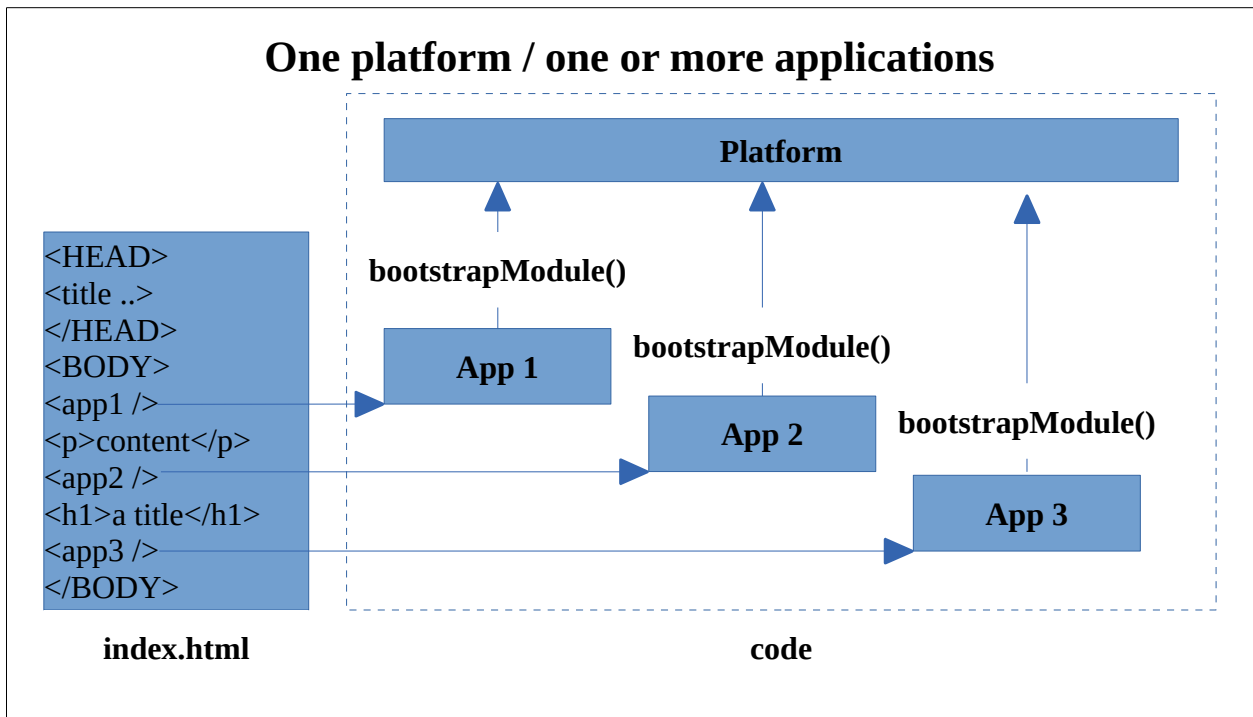 One platform / one or more applications
Platform
<HEAD>
<title ..>
</HEAD>
<BODY>
<app1 />
<p>content</p>
<app2 />
<h1>a title</h1>
<app3 />
</BODY>
bootstrapModule()
App 1
bootstrapModule()
App 2
bootstrapModule()
App 3
index.html
code